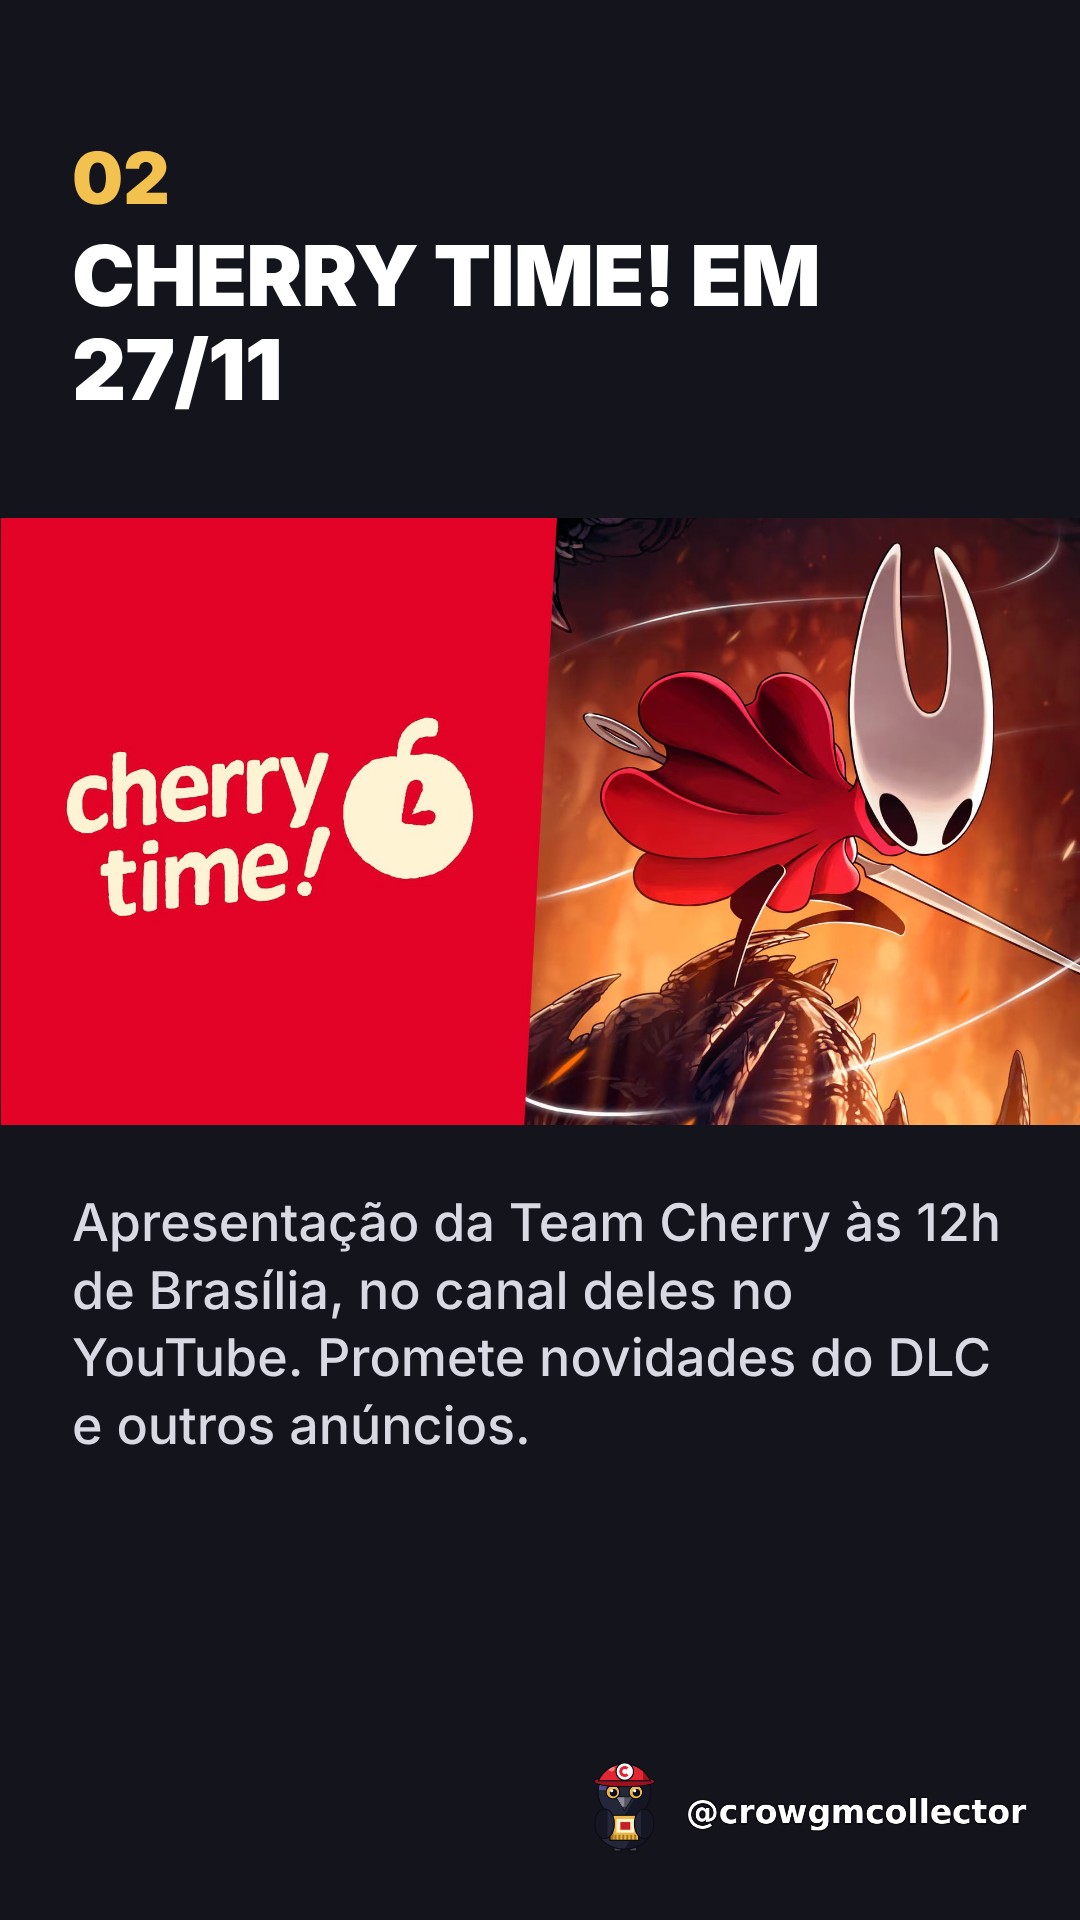 02
CHERRY TIME! EM
27/11
cherry
time!
Apresentação da Team Cherry às 12h
de Brasília, no canal deles no
YouTube. Promete novidades do DLC
e outros anúncios.
C
@crowgmcollector